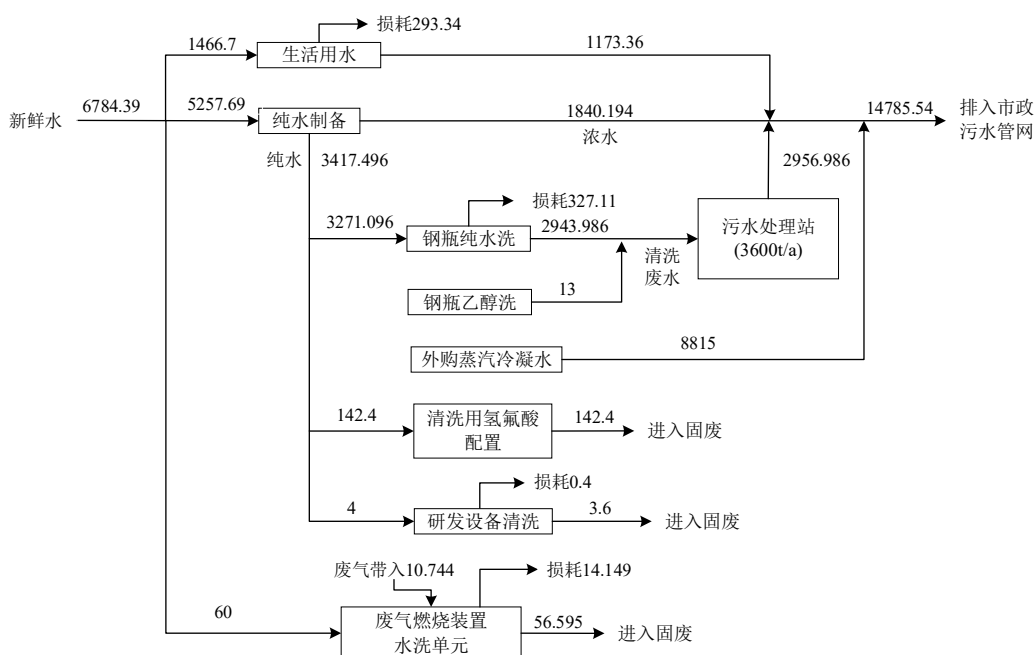 损耗293.34
1466.7
生活用水
1173.36
新鲜水
6784.39
5257.69
纯水制备
1840.194
浓水
14785.54
排入市政
污水管网
纯水
3417.496
2956.986
损耗327.11
3271.096
钢瓶纯水洗
2943.986
清洗
废水
污水处理站
(3600t/a)
钢瓶乙醇洗
13
外购蒸汽冷凝水
8815
142.4
清洗用氢氟酸
配置
142.4
进入固废
损耗0.4
4
研发设备清洗
3.6
进入固废
废气带入10.744
损耗14.149
60
废气燃烧装置
水洗单元
56.595
进入固废